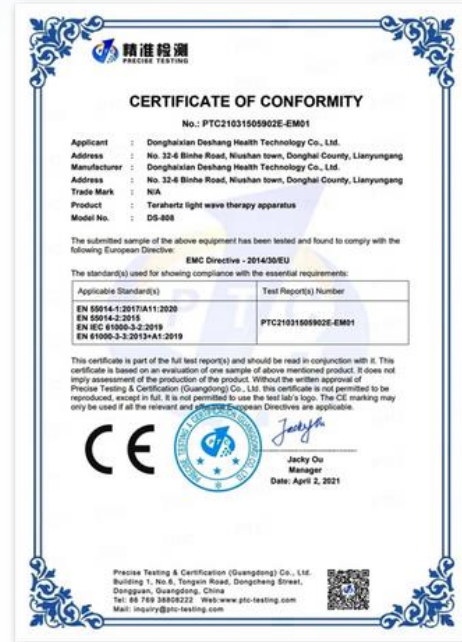 精准检测
PRECISE TESTING
CERTIFICATE OF CONFORMITY
No.: PTC21031505902E-EM01
Applicant : Donghaixian Deshang Health Technology Co., Ltd.
Address : No. 32-6 Binhe Road, Niushan town, Donghai County, Lianyungang
Manufacturer : Donghaixian Deshang Health Technology Co., Ltd.
Address : No. 32-6 Binhe Road, Niushan town, Donghai County, Lianyungang
Trade Mark : N/A
Product : Terahertz light wave therapy apparatus
Model No. : DS-808
The submitted sample of the above equipment has been tested and found to comply with the
following European Directive:
EMC Directive - 2014/30/EU
The standard(s) used for showing compliance with the essential requirements:
Applicable Standard(s) Test Report(s) Number
EN 55014-1:2017/A11:2020
EN 55014-2:2015
EN IEC 61000-3-2:2019
EN 61000-3-3:2013+A1:2019
PTC21031505902E-EM01
This certificate is part of the full test report(s) and should be read in conjunction with it. This
certificate is based on an evaluation of one sample of above mentioned product. It does not
imply assessment of the production of the product. Without the written approval of
Precise Testing & Certification (Guangdong) Co., Ltd. this certificate is not permitted to be
reproduced, except in full. It is not permitted to use the test lab's logo. The CE marking may
only be used if all the relevant and effective European Directives are applicable.
CE
Jacky Ou
Manager
Date: April 2, 2021
Precise Testing & Certification (Guangdong) Co., Ltd.
Building 1, No.6, Tongxin Road, Dongcheng Street,
Dongguan, Guangdong, China
Tel: 86 769 38808222 Web:www.ptc-testing.com
Mail: inquiry@ptc-testing.com